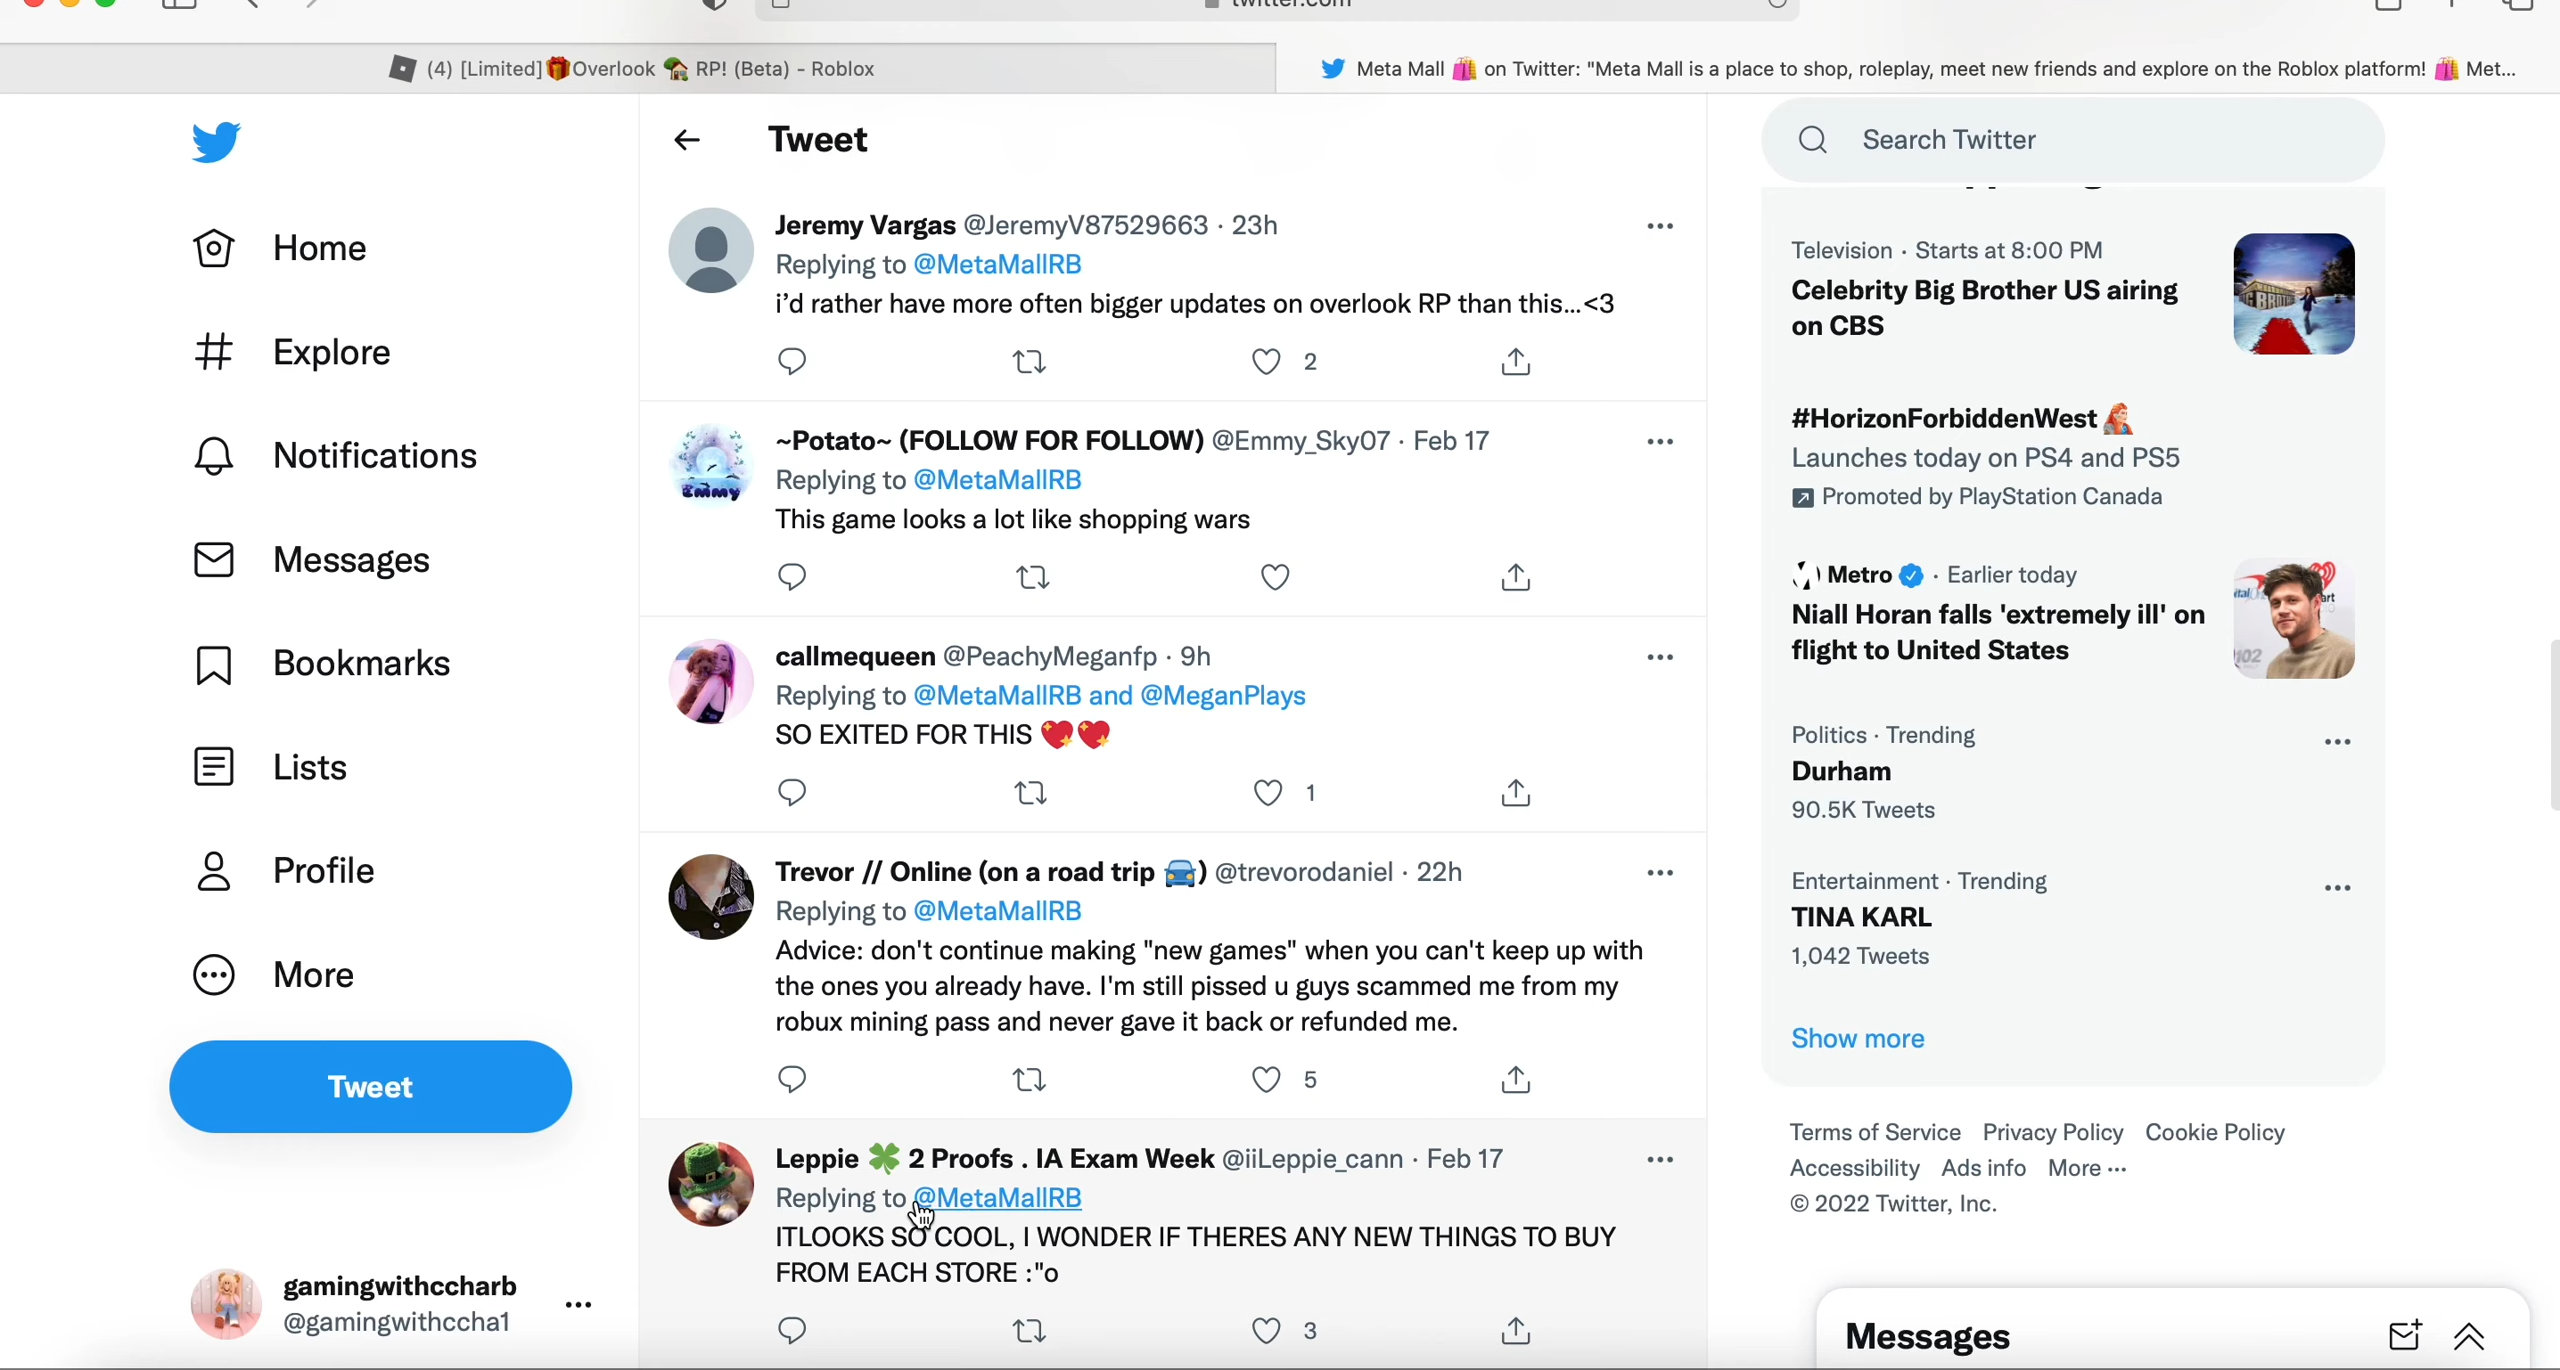 twitter.com
(4) [Limited]🎁Overlook 🏡 RP! (Beta) - Roblox
Meta Mall 🛍️ on Twitter: "Meta Mall is a place to shop, roleplay, meet new friends and explore on the Roblox platform! 🛍️ Met...
Home
Explore
Notifications
Messages
Bookmarks
Lists
Profile
More
Tweet
gamingwithccharb
@gamingwithccha1
Tweet
Jeremy Vargas @JeremyV87529663 · 23h
Replying to @MetaMallRB
i'd rather have more often bigger updates on overlook RP than this...<3
2
~Potato~ (FOLLOW FOR FOLLOW) @Emmy_Sky07 · Feb 17
Emmy
Replying to @MetaMallRB
This game looks a lot like shopping wars
callmequeen @PeachyMeganfp · 9h
Replying to @MetaMallRB and @MeganPlays
SO EXITED FOR THIS 💖💖
1
Trevor // Online (on a road trip 🚘) @trevorodaniel · 22h
Replying to @MetaMallRB
Advice: don't continue making "new games" when you can't keep up with
the ones you already have. I'm still pissed u guys scammed me from my
robux mining pass and never gave it back or refunded me.
5
Leppie 🍀 2 Proofs . IA Exam Week @iiLeppie_cann · Feb 17
Replying to @MetaMallRB
ITLOOKS SO COOL, I WONDER IF THERES ANY NEW THINGS TO BUY
FROM EACH STORE :"o
3
Search Twitter
Television · Starts at 8:00 PM
Celebrity Big Brother US airing
on CBS
#HorizonForbiddenWest
Launches today on PS4 and PS5
Promoted by PlayStation Canada
Metro · Earlier today
Niall Horan falls 'extremely ill' on
flight to United States
102
Politics · Trending
Durham
90.5K Tweets
Entertainment · Trending
TINA KARL
1,042 Tweets
Show more
Terms of Service Privacy Policy Cookie Policy
Accessibility Ads info More ···
© 2022 Twitter, Inc.
Messages